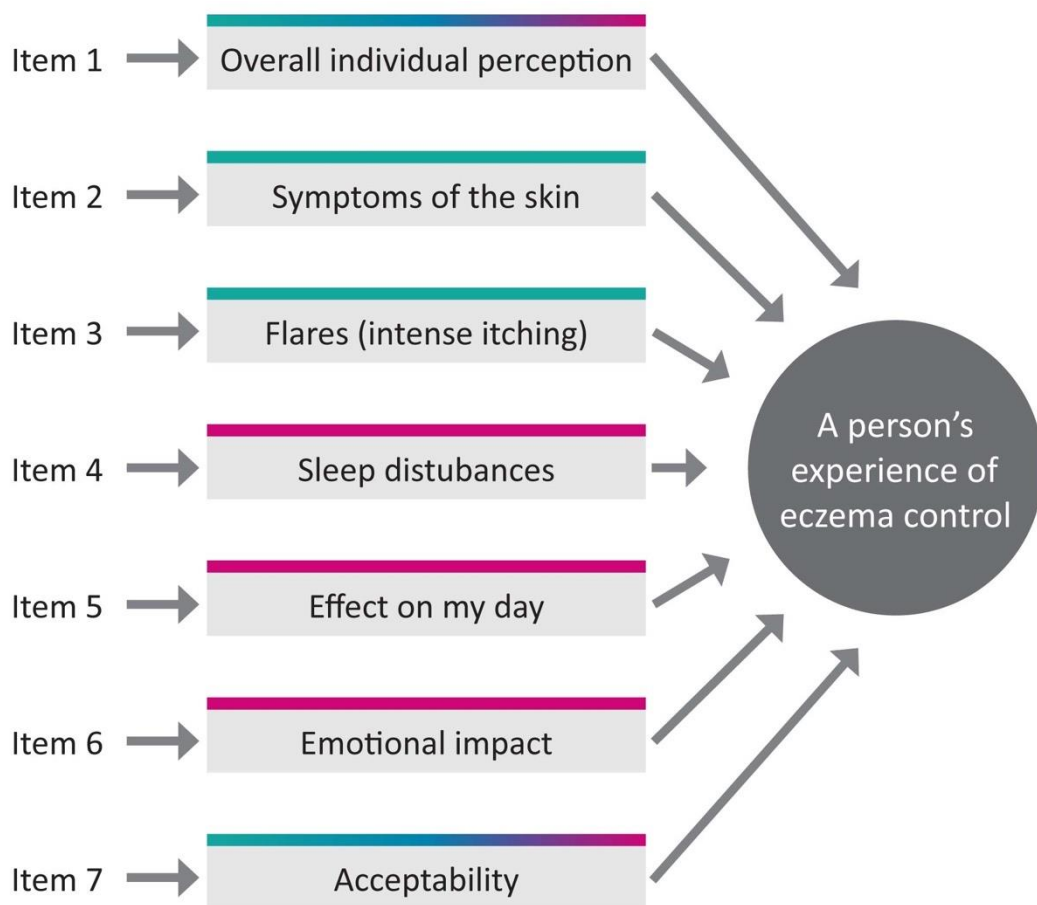 Item 1
Overall individual perception
Item 2
Symptoms of the skin
Item 3
Flares (intense itching)
Item 4
Sleep distubances
Item 5
Effect on my day
Item 6
Emotional impact
Item 7
Acceptability
A person’s
experience of
eczema control